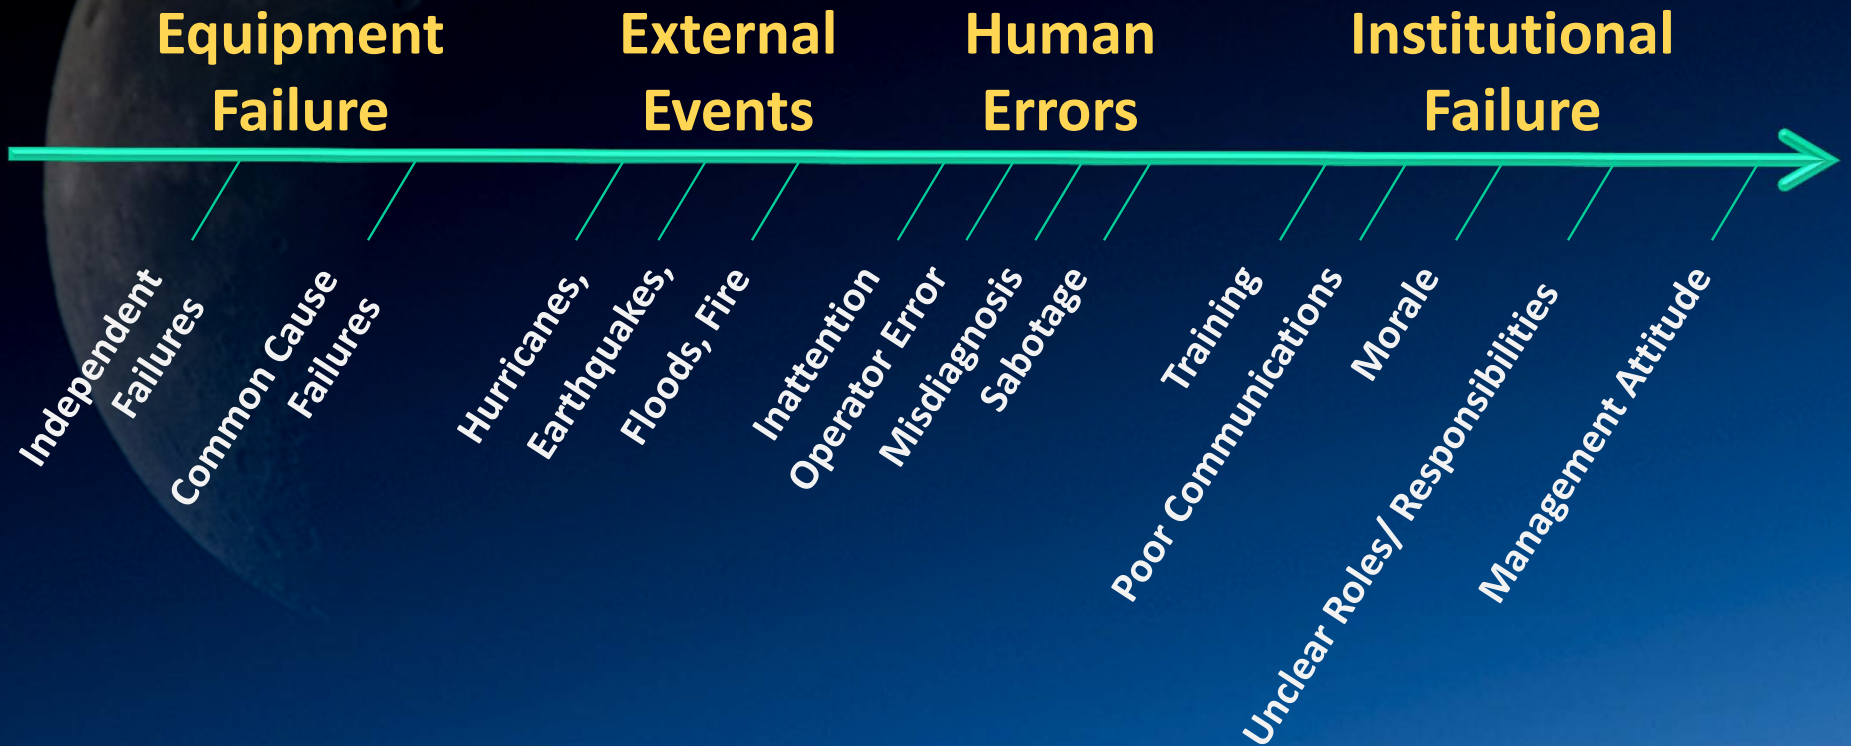 Equipment
Failure
External
Events
Human
Errors
Institutional
Failure
Independent
Failures
Common Cause
Failures
Hurricanes,
Earthquakes,
Floods, Fire
Inattention
Operator Error
Misdiagnosis
Sabotage
Training
Poor Communications
Morale
Unclear Roles/ Responsibilities
Management Attitude